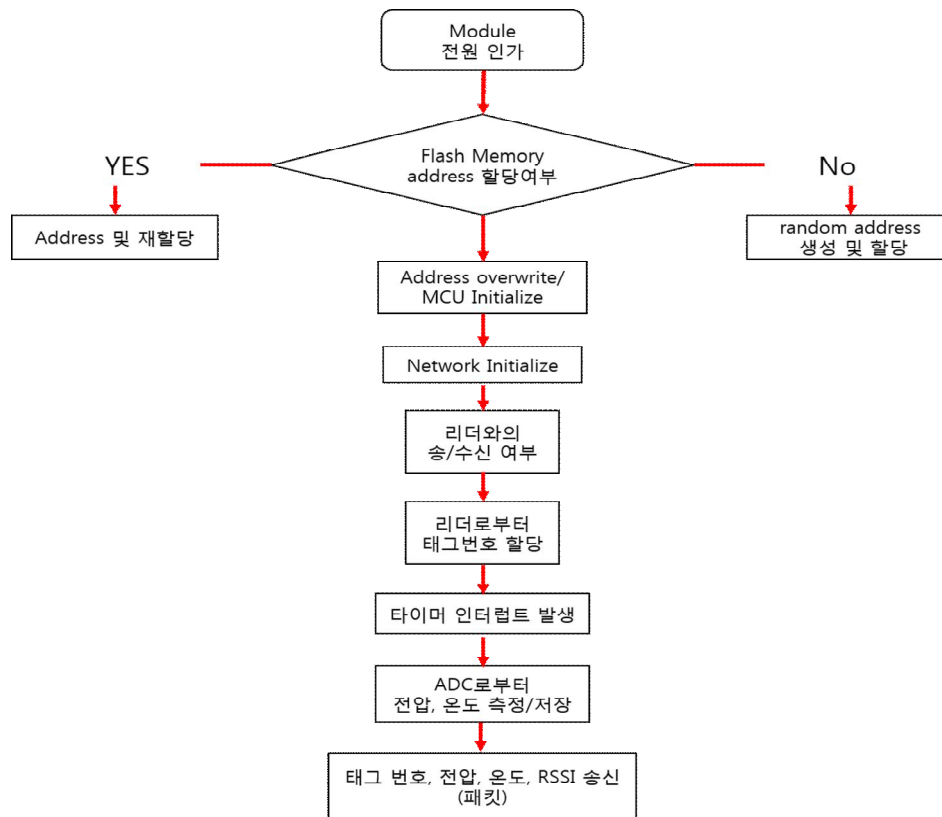 Module
전원 인가
Flash Memory
address 할당여부
YES
No
Address 및 재할당
random address
생성 및 할당
Address overwrite/
MCU Initialize
Network Initialize
리더와의
송/수신 여부
리더로부터
태그번호 할당
타이머 인터럽트 발생
ADC로부터
전압, 온도 측정/저장
태그 번호, 전압, 온도, RSSI 송신
(패킷)